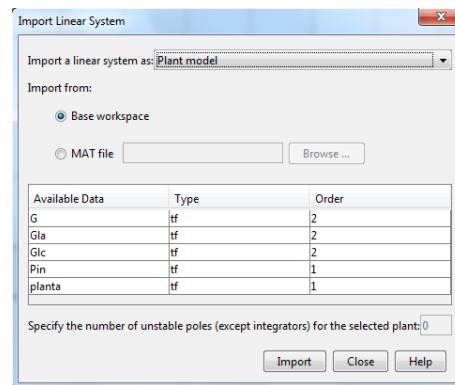 Import Linear System
Import a linear system as: Plant model
Import from:
Base workspace
MAT file Browse ...
Available Data Type Order
G tf 2
Gla tf 2
Glc tf 2
Pin tf 1
planta tf 1
Specify the number of unstable poles (except integrators) for the selected plant: 0
Import Close Help